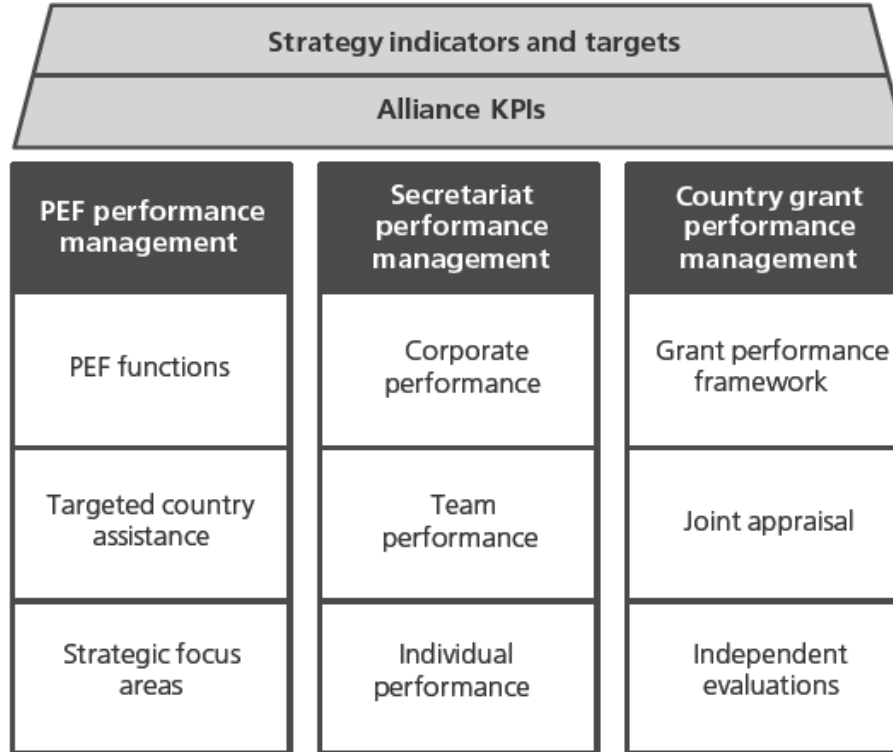 Strategy indicators and targets
Alliance KPIs
PEF performance
management
PEF functions
Targeted country
assistance
Strategic focus
areas
Secretariat
performance
management
Corporate
performance
Team
performance
Individual
performance
Country grant
performance
management
Grant performance
framework
Joint appraisal
Independent
evaluations